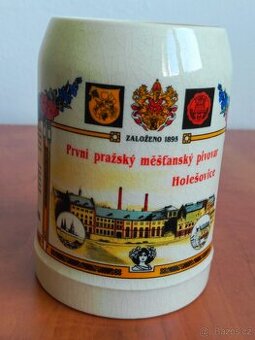 ZALOŽENO 1895
První pražský měšťanský pivovar
Holešovice